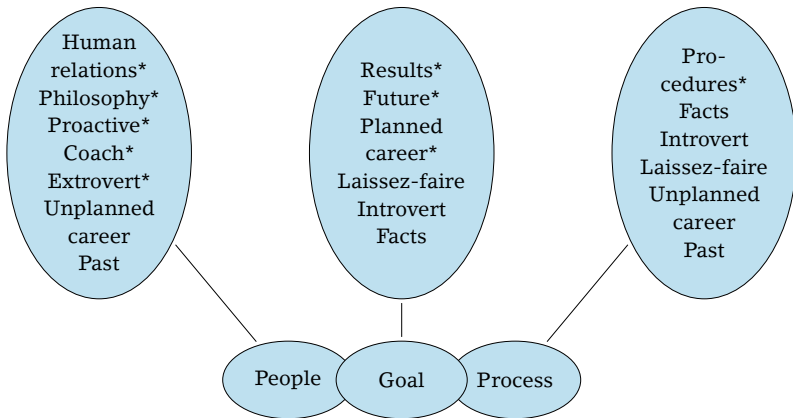 Human
relations*
Philosophy*
Proactive*
Coach*
Extrovert*
Unplanned
career
Past
Results*
Future*
Planned
career*
Laissez-faire
Introvert
Facts
Pro-
cedures*
Facts
Introvert
Laissez-faire
Unplanned
career
Past
People
Goal
Process